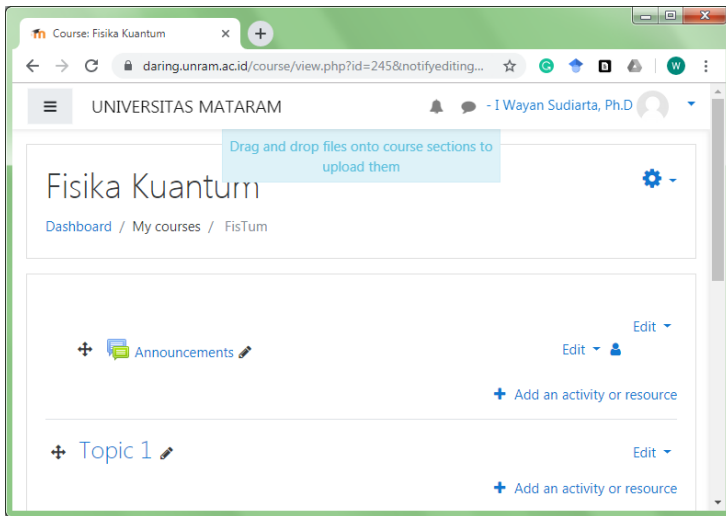 Course: Fisika Kuantum
daring.unram.ac.id/course/view.php?id=245&notifyediting...
UNIVERSITAS MATARAM
- I Wayan Sudiarta, Ph.D
Drag and drop files onto course sections to
upload them
Fisika Kuantum
Dashboard / My courses / FisTum
Edit
Announcements
Edit
+ Add an activity or resource
Topic 1
Edit
+ Add an activity or resource